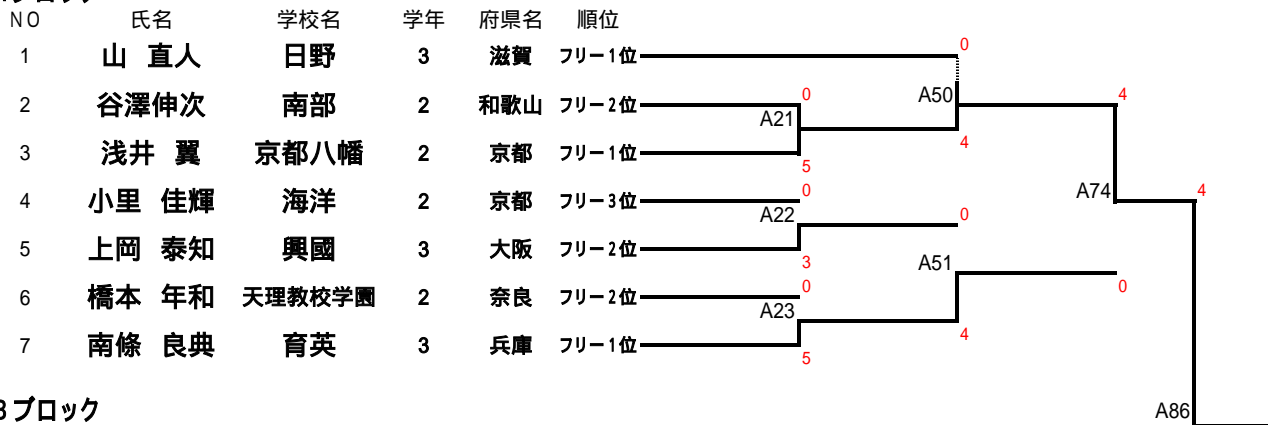 ブロック
NO 氏名 学校名 学年 府県名 順位
1 山 直人 日野 3 滋賀 フリー1位
0
2 谷澤伸次 南部 2 和歌山 フリー2位
0 A50 4
A21
3 浅井 翼 京都八幡 2 京都 フリー1位
5 4
4 小里 佳輝 海洋 2 京都 フリー3位
0 A74 4
A22 0
5 上岡 泰知 興國 3 大阪 フリー2位
3 A51
6 橋本 年和 天理教校学園 2 奈良 フリー2位
0 0
A23
7 南條 良典 育英 3 兵庫 フリー1位
5 4
Bブロック
A86